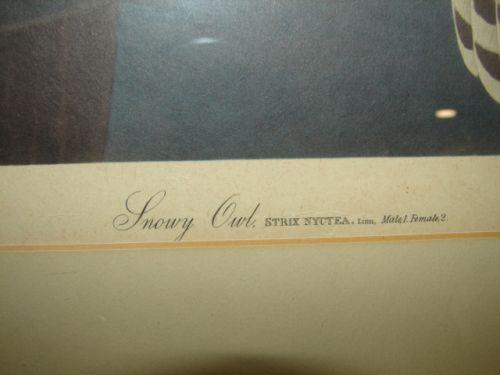 Snowy Owl. STRIX NYCTEA. Linn. Male, 1. Female, 2.